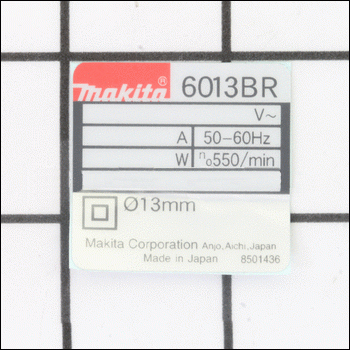 makita® 6013BR
V~
A 50-60Hz
W n₀550/min
Ø13mm
Makita Corporation Anjo, Aichi, Japan
Made in Japan 8501436